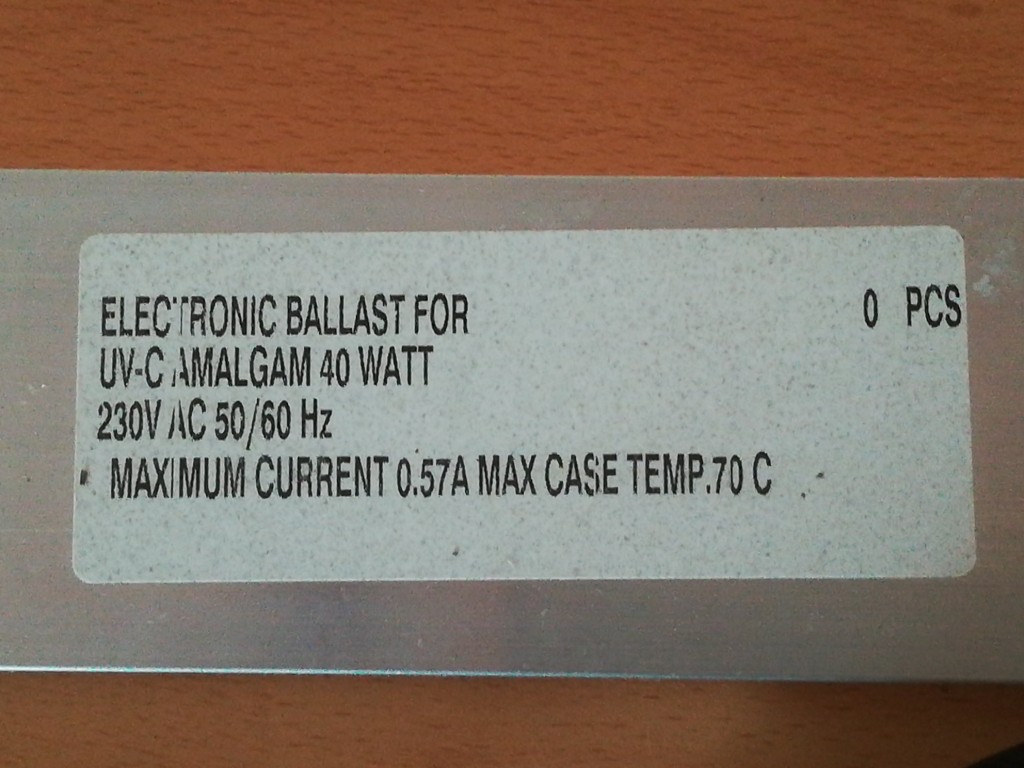 ELECTRONIC BALLAST FOR 0 PCS
UV-C AMALGAM 40 WATT
230V AC 50/60 Hz
MAXIMUM CURRENT 0.57A MAX CASE TEMP.70 C